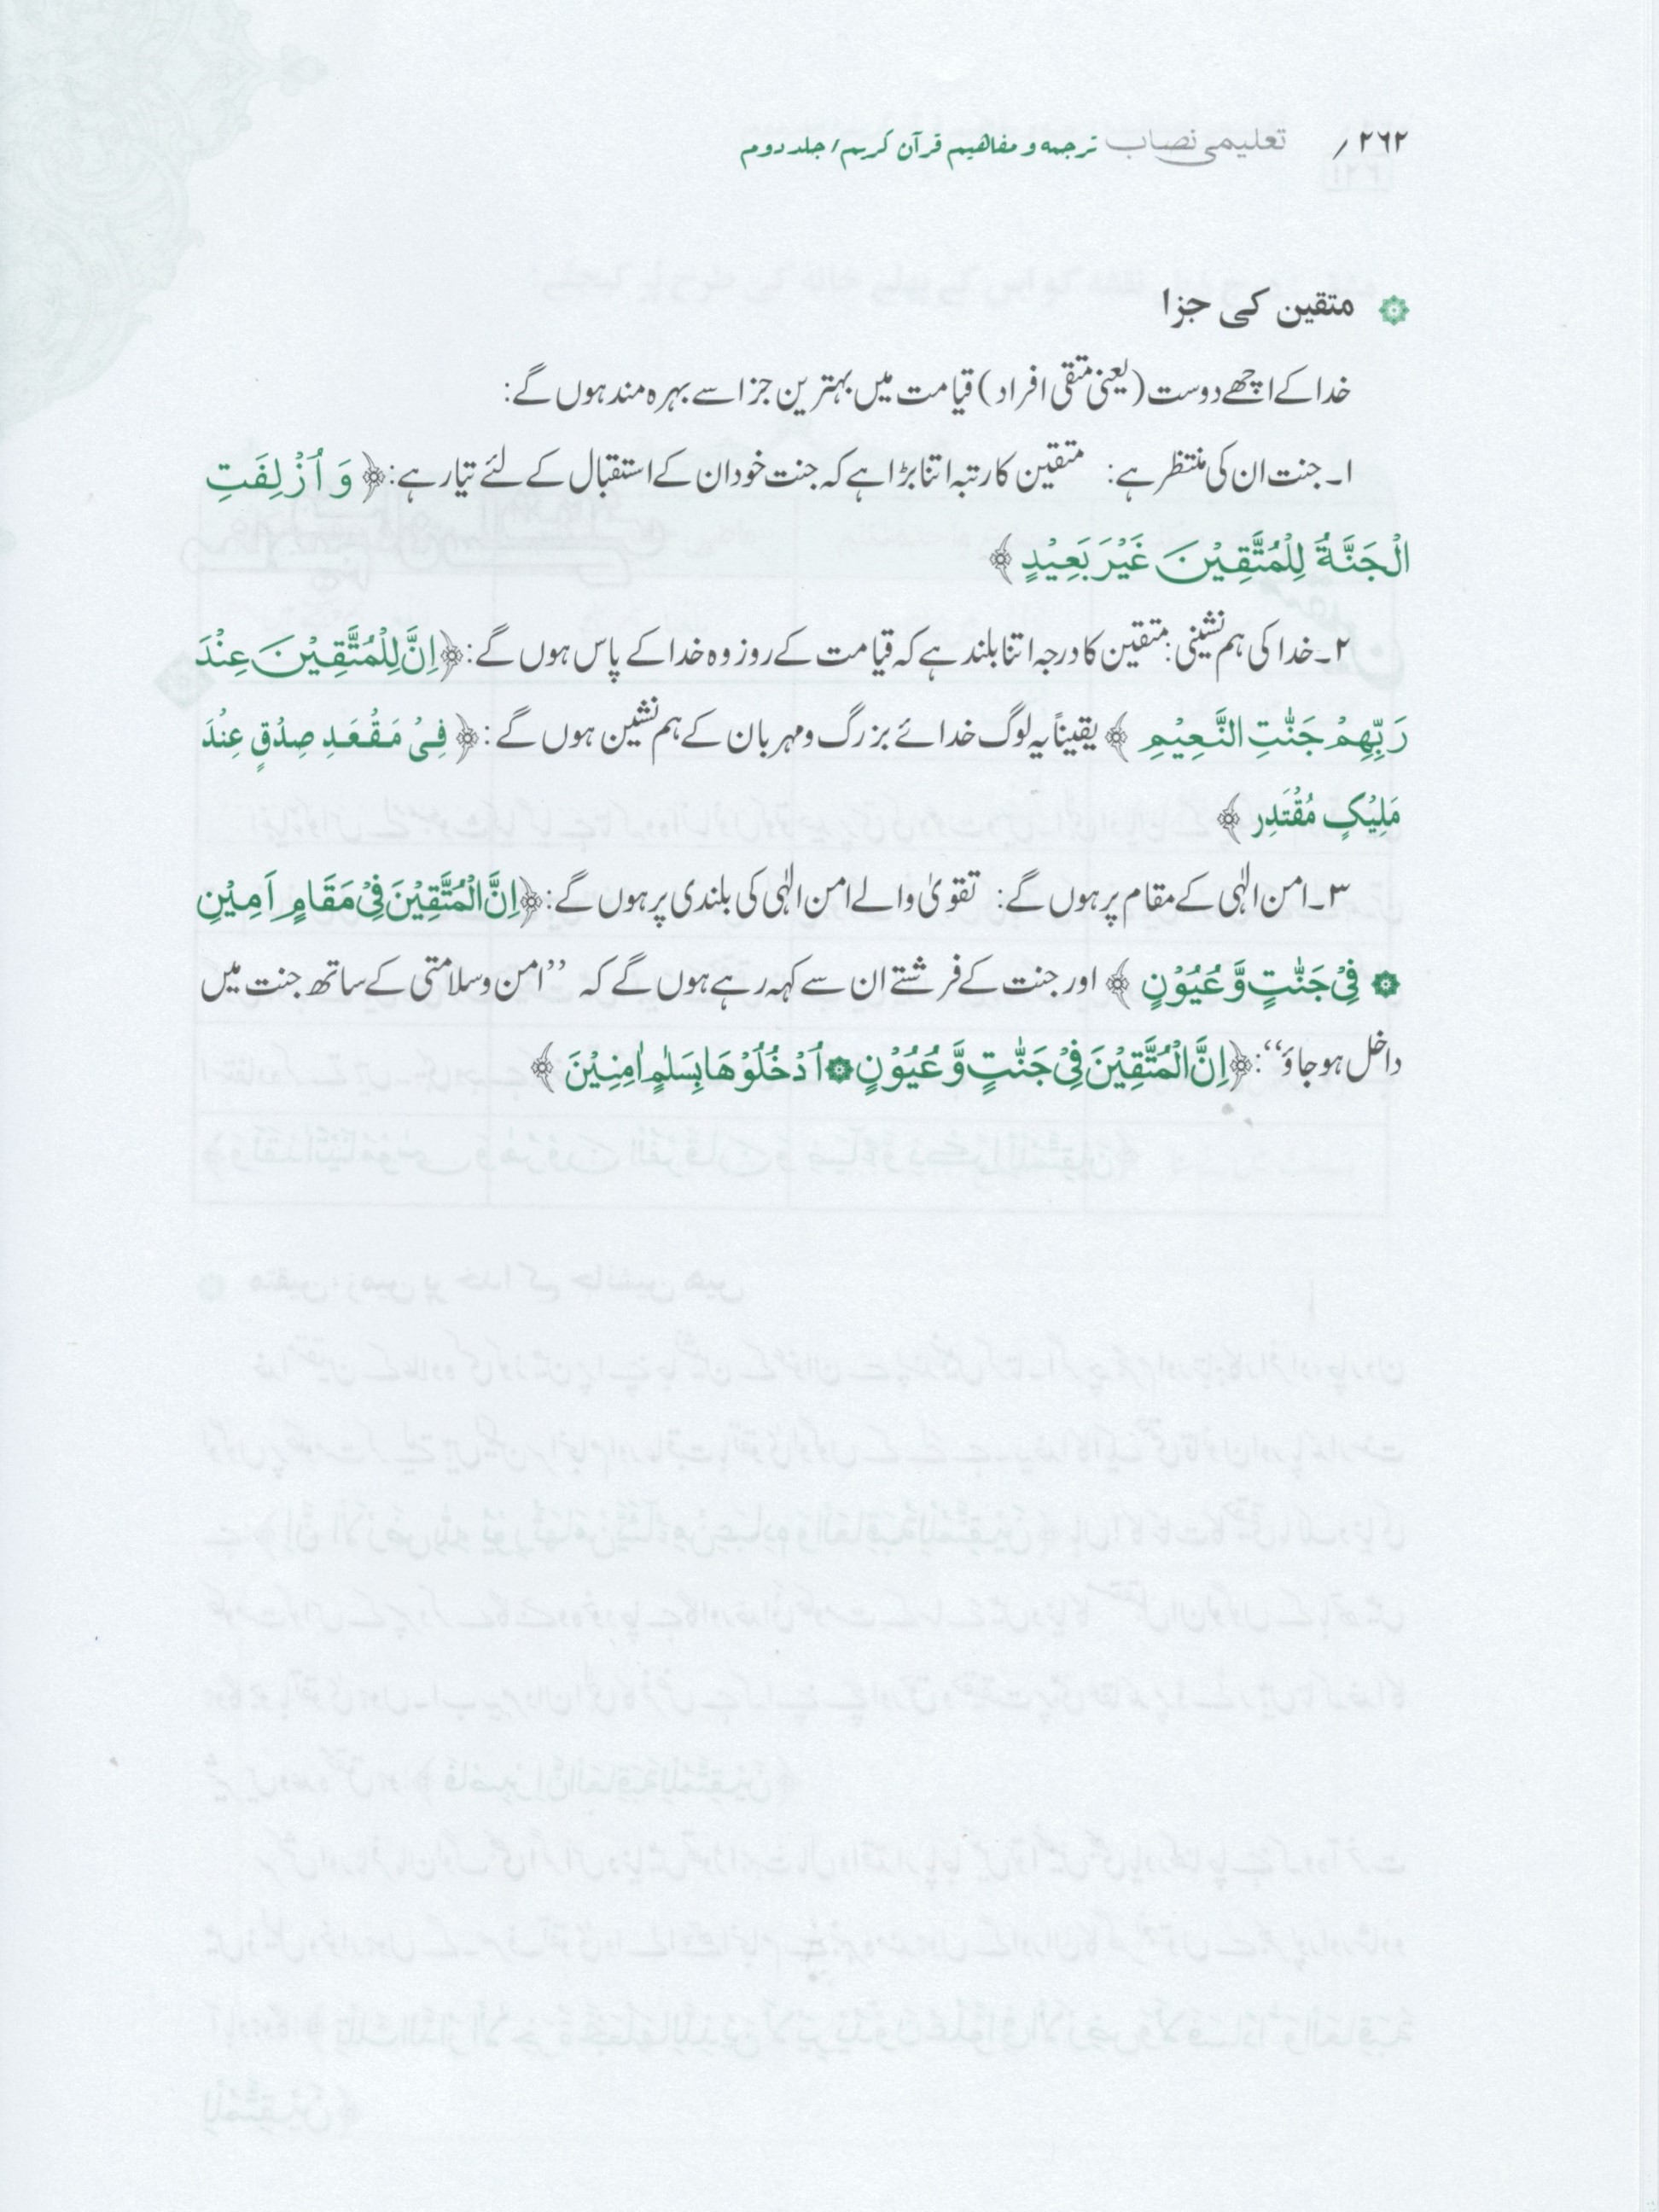 ۲۶۲ / تعلیمی نصاب ترجمه و مفاهیم قرآن کریم / جلد دوم
متقین کی جزا
خدا کے اچھے دوست (یعنی متقی افراد) قیامت میں بہترین جزا سے بہرہ مند ہوں گے:
۱۔ جنت ان کی منتظر ہے: متقین کا رتبہ اتنا بڑا ہے کہ جنت خود ان کے استقبال کے لئے تیار ہے: ﴿ وَ اُزْلِفَتِ
الْجَنَّةُ لِلْمُتَّقِيْنَ غَيْرَ بَعِيْدٍ ﴾
۲۔ خدا کی ہم نشینی: متقین کا درجہ اتنا بلند ہے کہ قیامت کے روز وہ خدا کے پاس ہوں گے: ﴿اِنَّ لِلْمُتَّقِيْنَ عِنْدَ
رَبِّهِمْ جَنّٰتِ النَّعِيْمِ ﴾ یقیناً یہ لوگ خدائے بزرگ و مہربان کے ہم نشین ہوں گے: ﴿ فِىْ مَقْعَدِ صِدْقٍ عِنْدَ
مَلِيْكٍ مُقْتَدِر ﴾
۳۔ امن الٰہی کے مقام پر ہوں گے: تقویٰ والے امن الٰہی کی بلندی پر ہوں گے: ﴿اِنَّ الْمُتَّقِيْنَ فِىْ مَقَامٍ اَمِيْنٍ
۞ فِىْ جَنّٰتٍ وَّ عُيُوْنٍ ﴾ اور جنت کے فرشتے ان سے کہہ رہے ہوں گے کہ ’’امن و سلامتی کے ساتھ جنت میں
داخل ہو جاؤ‘‘: ﴿اِنَّ الْمُتَّقِيْنَ فِىْ جَنّٰتٍ وَّ عُيُوْنٍ ۞ اُدْخُلُوْهَا بِسَلٰمٍ اٰمِنِيْنَ ﴾